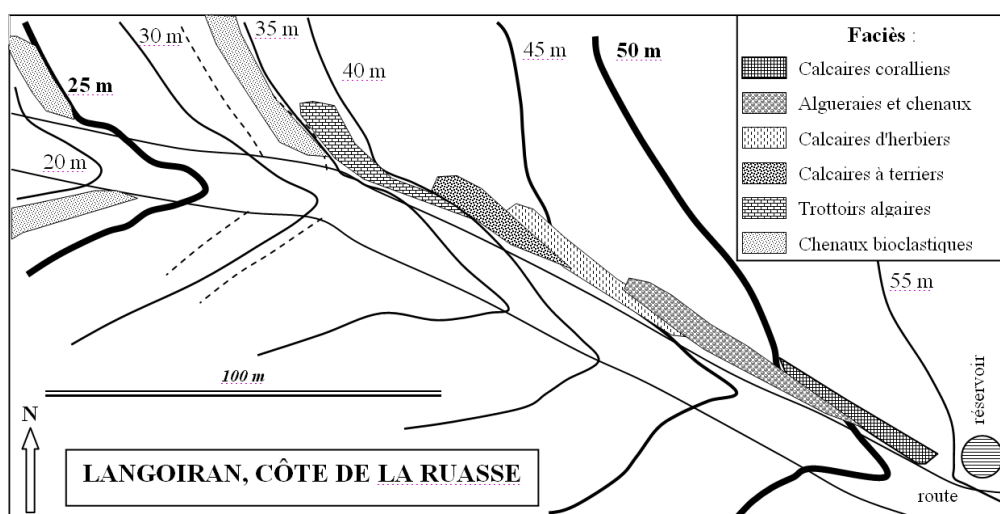 30 m
35 m
40 m
45 m
50 m
25 m
20 m
Faciès :
Calcaires coralliens
Algueraies et chenaux
Calcaires d'herbiers
Calcaires à terriers
Trottoirs algaires
Chenaux bioclastiques
55 m
100 m
N
LANGOIRAN, CÔTE DE LA RUASSE
réservoir
route